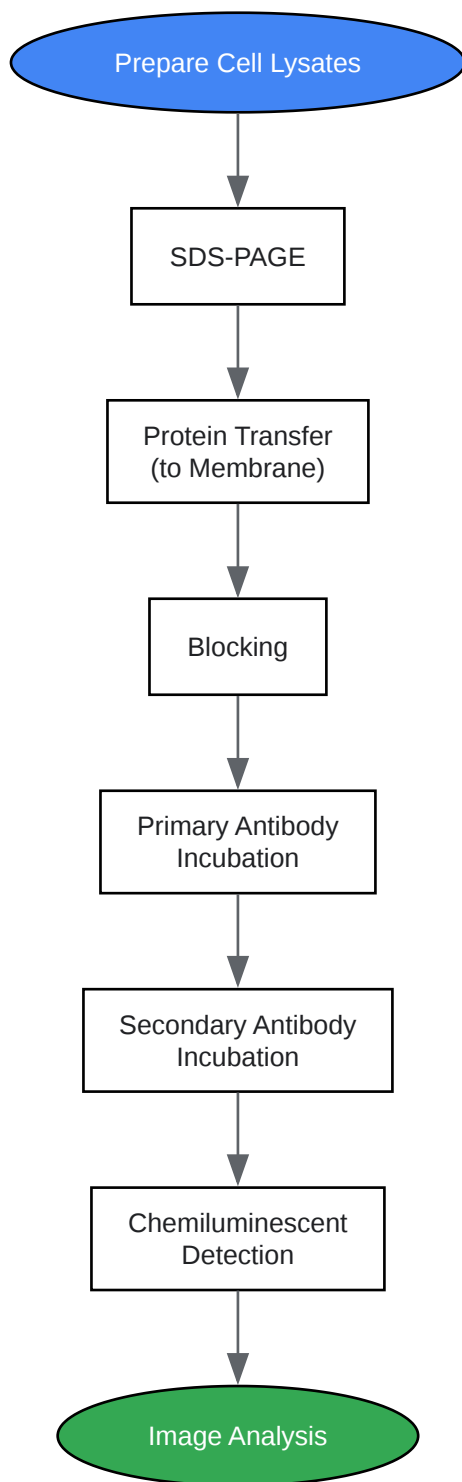 Prepare Cell Lysates
SDS-PAGE
Protein Transfer
(to Membrane)
Blocking
Primary Antibody
Incubation
Secondary Antibody
Incubation
Chemiluminescent
Detection
Image Analysis